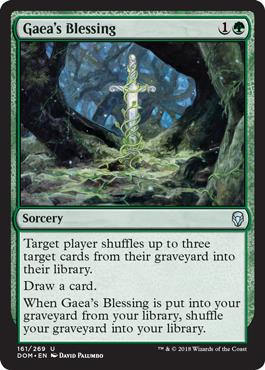 Gaea's Blessing 1
Sorcery
Target player shuffles up to three
target cards from their graveyard into
their library.
Draw a card.
When Gaea's Blessing is put into your
graveyard from your library, shuffle
your graveyard into your library.
161/269 U
DOM • EN DAVID PALUMBO
™ & © 2018 Wizards of the Coast